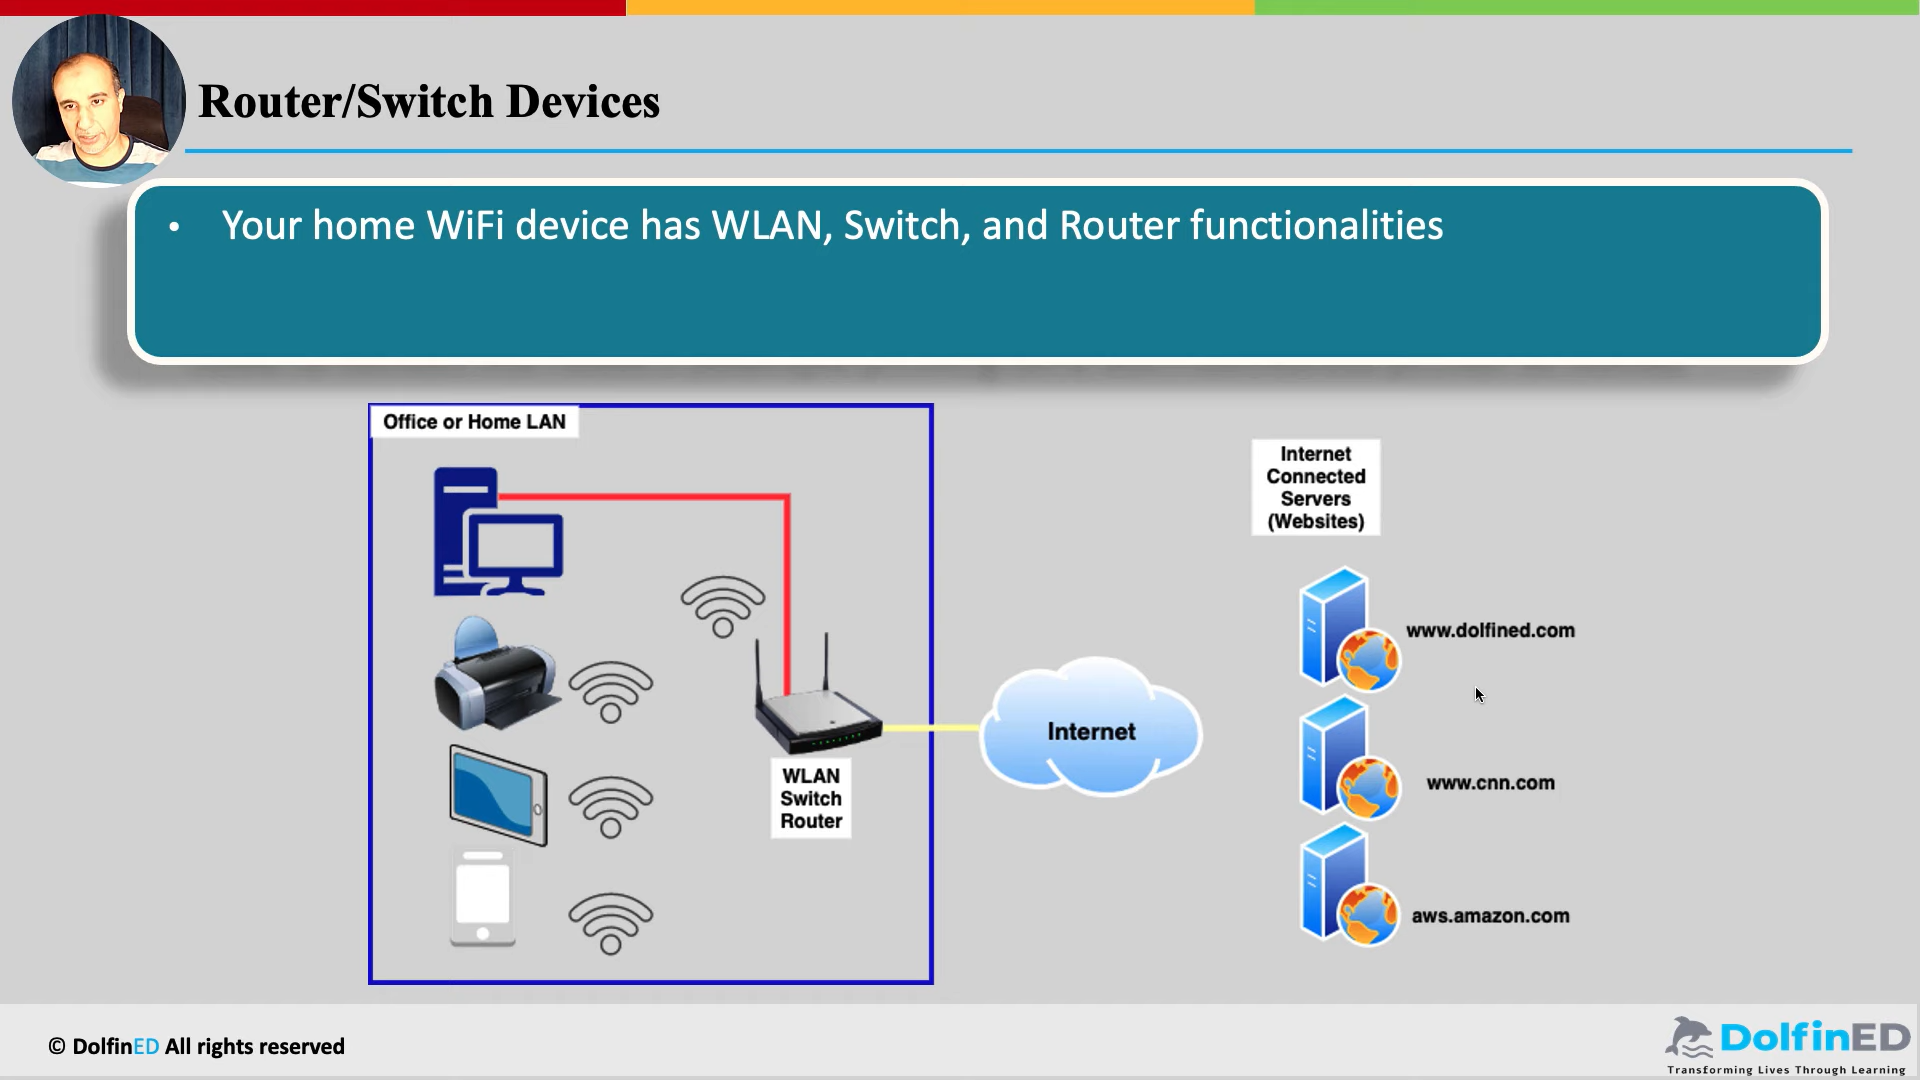 Router/Switch Devices
• Your home WiFi device has WLAN, Switch, and Router functionalities
Office or Home LAN
WLAN
Switch
Router
Internet
Internet
Connected
Servers
(Websites)
www.dolfined.com
www.cnn.com
aws.amazon.com
© DolfinED All rights reserved
DolfinED
Transforming Lives Through Learning